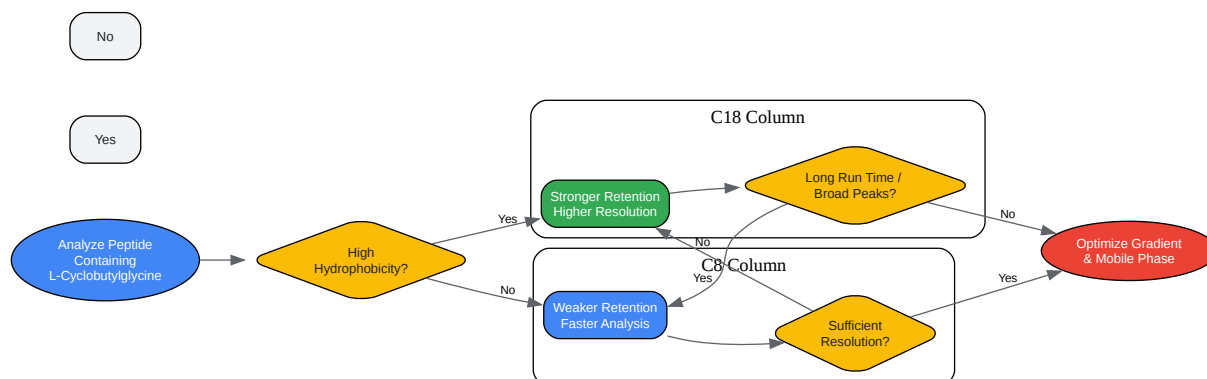 No
Yes
Analyze Peptide
Containing
L-Cyclobutylglycine
High
Hydrophobicity?
Yes
No
C18 Column
Stronger Retention
Higher Resolution
Long Run Time /
Broad Peaks?
No
Yes
C8 Column
Weaker Retention
Faster Analysis
Sufficient
Resolution?
No
Yes
Optimize Gradient
& Mobile Phase